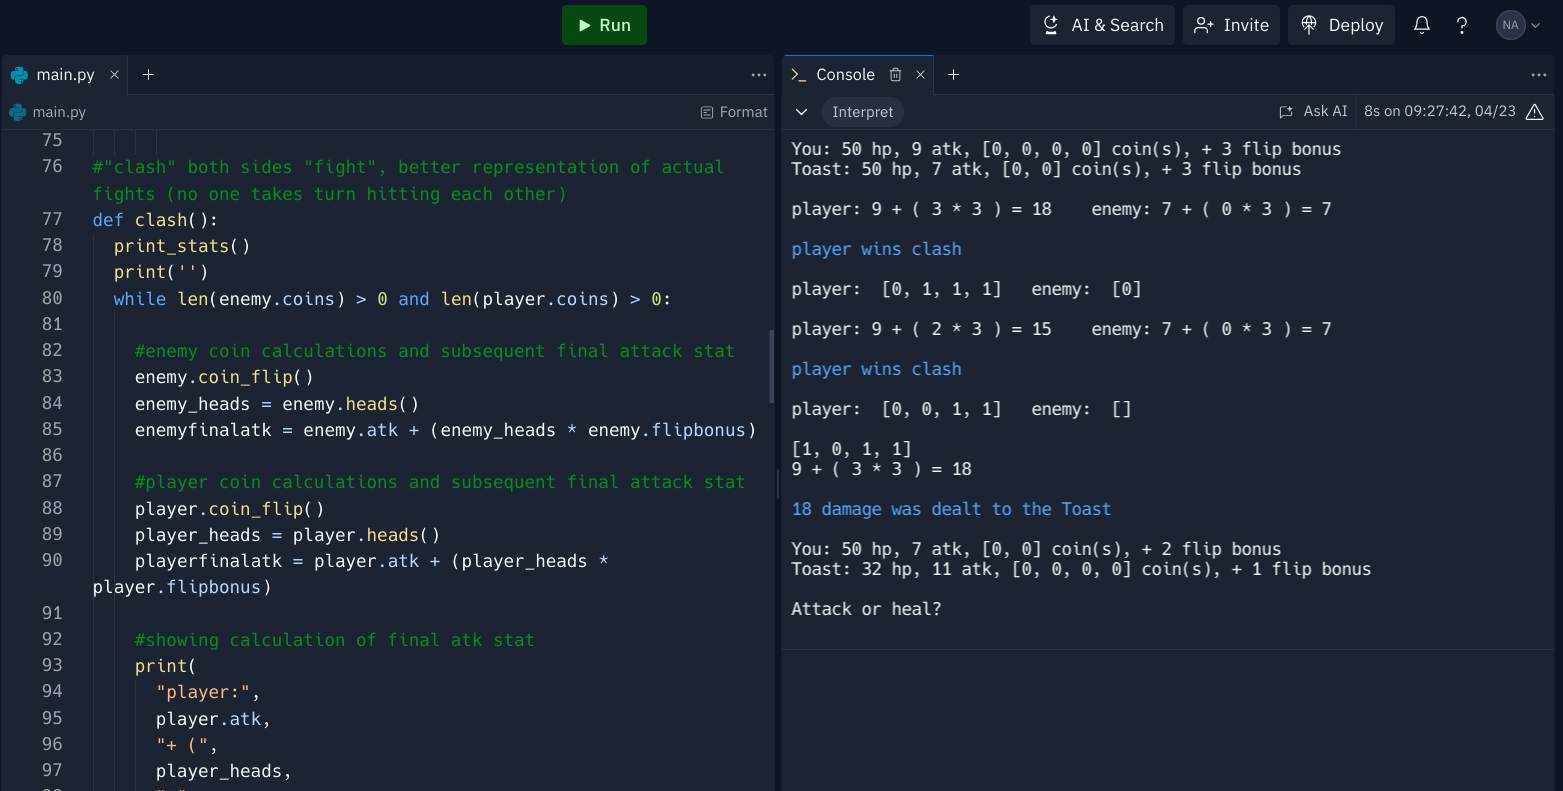 Run
AI & Search
Invite
Deploy
NA
main.py
Console
main.py
Format
Interpret
Ask AI
8s on 09:27:42, 04/23
75
76 #"clash" both sides "fight", better representation of actual
fights (no one takes turn hitting each other)
77 def clash():
78 print_stats()
79 print('')
80 while len(enemy.coins) > 0 and len(player.coins) > 0:
81
82 #enemy coin calculations and subsequent final attack stat
83 enemy.coin_flip()
84 enemy_heads = enemy.heads()
85 enemyfinalatk = enemy.atk + (enemy_heads * enemy.flipbonus)
86
87 #player coin calculations and subsequent final attack stat
88 player.coin_flip()
89 player_heads = player.heads()
90 playerfinalatk = player.atk + (player_heads *
player.flipbonus)
91
92 #showing calculation of final atk stat
93 print(
94 "player:",
95 player.atk,
96 "+ (",
97 player_heads,
You: 50 hp, 9 atk, [0, 0, 0, 0] coin(s), + 3 flip bonus
Toast: 50 hp, 7 atk, [0, 0] coin(s), + 3 flip bonus
player: 9 + ( 3 * 3 ) = 18    enemy: 7 + ( 0 * 3 ) = 7
player wins clash
player:  [0, 1, 1, 1]   enemy:  [0]
player: 9 + ( 2 * 3 ) = 15    enemy: 7 + ( 0 * 3 ) = 7
player wins clash
player:  [0, 0, 1, 1]   enemy:  []
[1, 0, 1, 1]
9 + ( 3 * 3 ) = 18
18 damage was dealt to the Toast
You: 50 hp, 7 atk, [0, 0] coin(s), + 2 flip bonus
Toast: 32 hp, 11 atk, [0, 0, 0, 0] coin(s), + 1 flip bonus
Attack or heal?